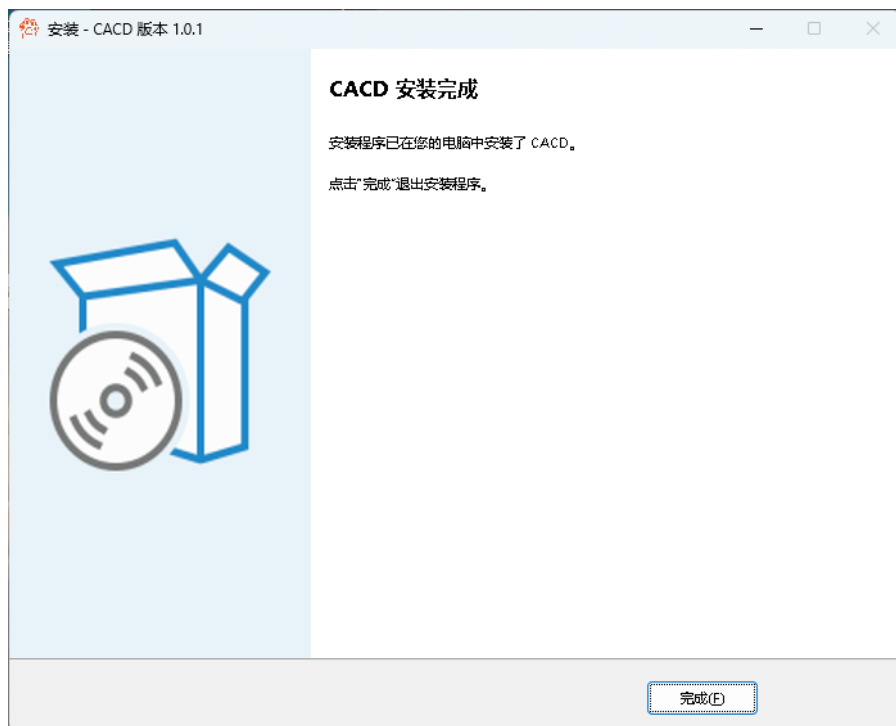 安装 - CACD 版本 1.0.1
CACD 安装完成
安装程序已在您的电脑中安装了 CACD。
点击“完成”退出安装程序。
完成(F)